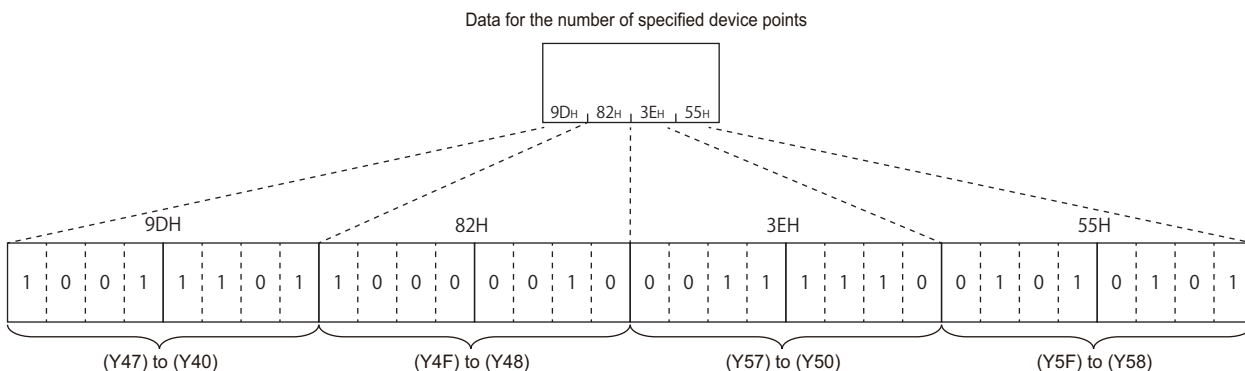 Data for the number of specified device points
9DH 82H 3EH 55H
9DH 82H 3EH 55H
1 0 0 1 1 1 0 1 1 0 0 0 0 0 1 0 0 0 1 1 1 1 1 0 0 1 0 1 0 1 0 1
(Y47) to (Y40) (Y4F) to (Y48) (Y57) to (Y50) (Y5F) to (Y58)